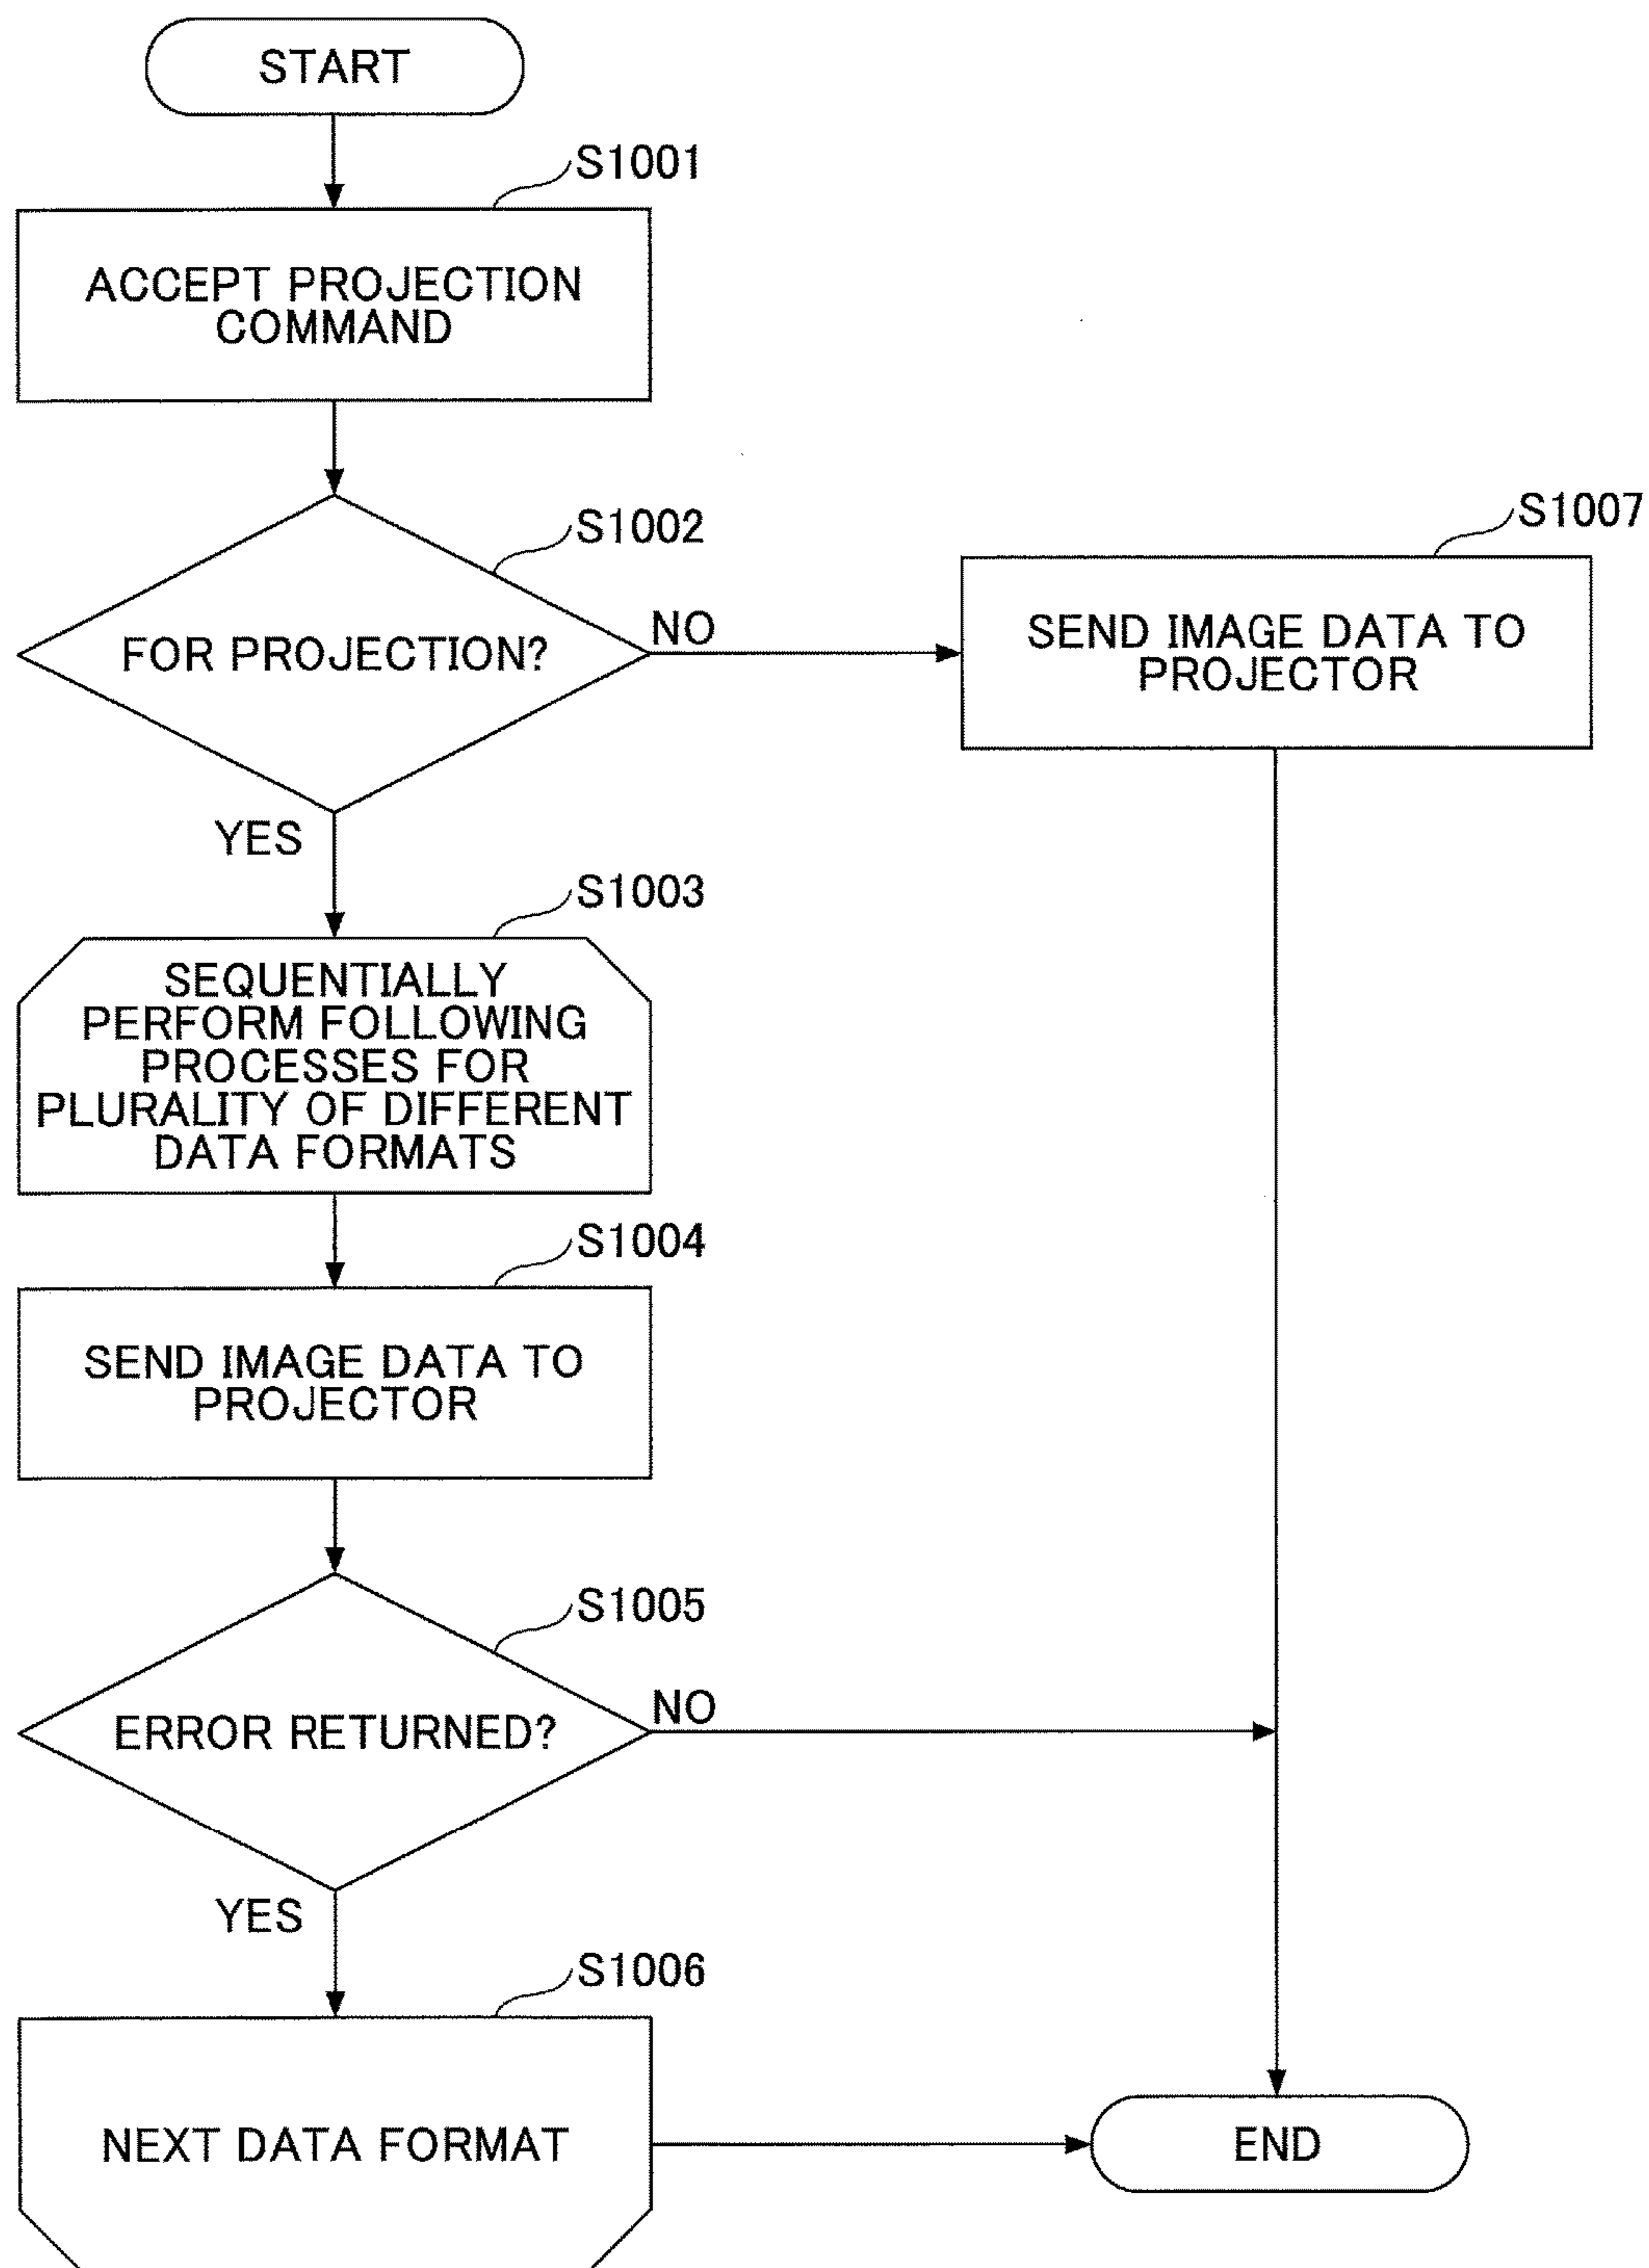 START
S1001
ACCEPT PROJECTION
COMMAND
S1002
FOR PROJECTION?
NO
YES
S1007
SEND IMAGE DATA TO
PROJECTOR
S1003
SEQUENTIALLY
PERFORM FOLLOWING
PROCESSES FOR
PLURALITY OF DIFFERENT
DATA FORMATS
S1004
SEND IMAGE DATA TO
PROJECTOR
S1005
ERROR RETURNED?
NO
YES
S1006
NEXT DATA FORMAT
END